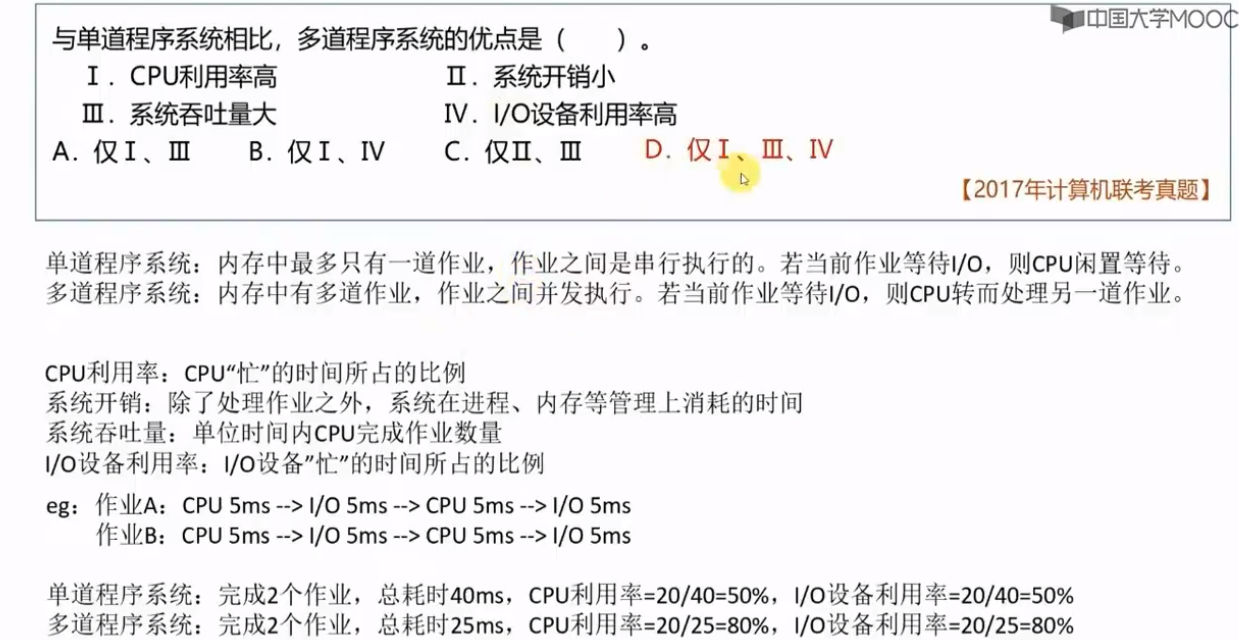 中国大学MOOC
与单道程序系统相比，多道程序系统的优点是（　　）。
Ⅰ．CPU利用率高　　Ⅱ．系统开销小
Ⅲ．系统吞吐量大　　Ⅳ．I/O设备利用率高
A．仅Ⅰ、Ⅲ　　B．仅Ⅰ、Ⅳ　　C．仅Ⅱ、Ⅲ　　D．仅Ⅰ、Ⅲ、Ⅳ
【2017年计算机联考真题】
单道程序系统：内存中最多只有一道作业，作业之间是串行执行的。若当前作业等待I/O，则CPU闲置等待。
多道程序系统：内存中有多道作业，作业之间并发执行。若当前作业等待I/O，则CPU转而处理另一道作业。
CPU利用率：CPU“忙”的时间所占的比例
系统开销：除了处理作业之外，系统在进程、内存等管理上消耗的时间
系统吞吐量：单位时间内CPU完成作业数量
I/O设备利用率：I/O设备”忙”的时间所占的比例
eg：作业A：CPU 5ms --> I/O 5ms --> CPU 5ms --> I/O 5ms
作业B：CPU 5ms --> I/O 5ms --> CPU 5ms --> I/O 5ms
单道程序系统：完成2个作业，总耗时40ms，CPU利用率=20/40=50%，I/O设备利用率=20/40=50%
多道程序系统：完成2个作业，总耗时25ms，CPU利用率=20/25=80%，I/O设备利用率=20/25=80%